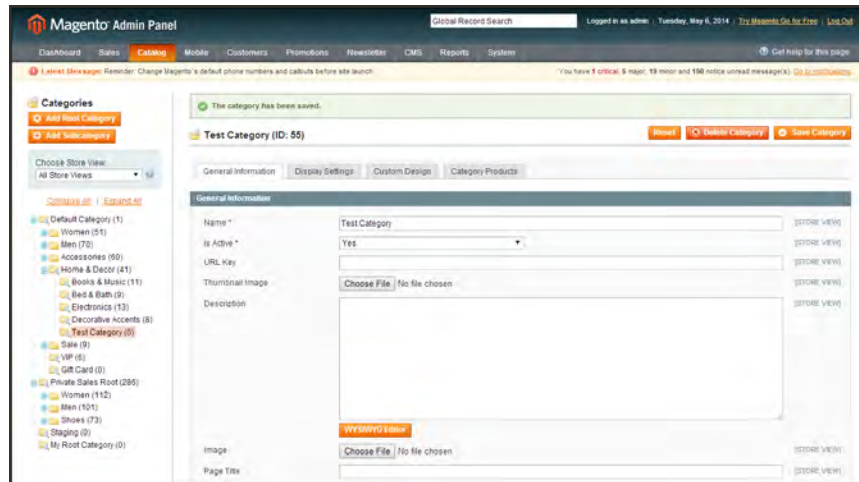 Magento Admin Panel
Global Record Search
Logged in as admin | Tuesday, May 6, 2014 | Try Magento Go for Free | Log Out
Dashboard Sales Catalog Mobile Customers Promotions Newsletter CMS Reports System
Get help for this page
Latest Message: Reminder: Change Magento's default phone numbers and callouts before site launch
You have 1 critical, 5 major, 19 minor and 150 notice unread message(s). Go to notifications
Categories
Add Root Category
Add Subcategory
Choose Store View:
All Store Views
Collapse All | Expand All
Default Category (1)
Women (51)
Men (70)
Accessories (60)
Home & Decor (41)
Books & Music (11)
Bed & Bath (9)
Electronics (13)
Decorative Accents (8)
Test Category (0)
Sale (9)
VIP (6)
Gift Card (0)
Private Sales Root (286)
Women (112)
Men (101)
Shoes (73)
Staging (0)
My Root Category (0)
The category has been saved.
Test Category (ID: 55)
Reset Delete Category Save Category
General Information Display Settings Custom Design Category Products
General Information
Name * Test Category [STORE VIEW]
Is Active * Yes [STORE VIEW]
URL Key [STORE VIEW]
Thumbnail Image Choose File No file chosen [STORE VIEW]
Description [STORE VIEW]
WYSIWYG Editor
Image Choose File No file chosen [STORE VIEW]
Page Title [STORE VIEW]